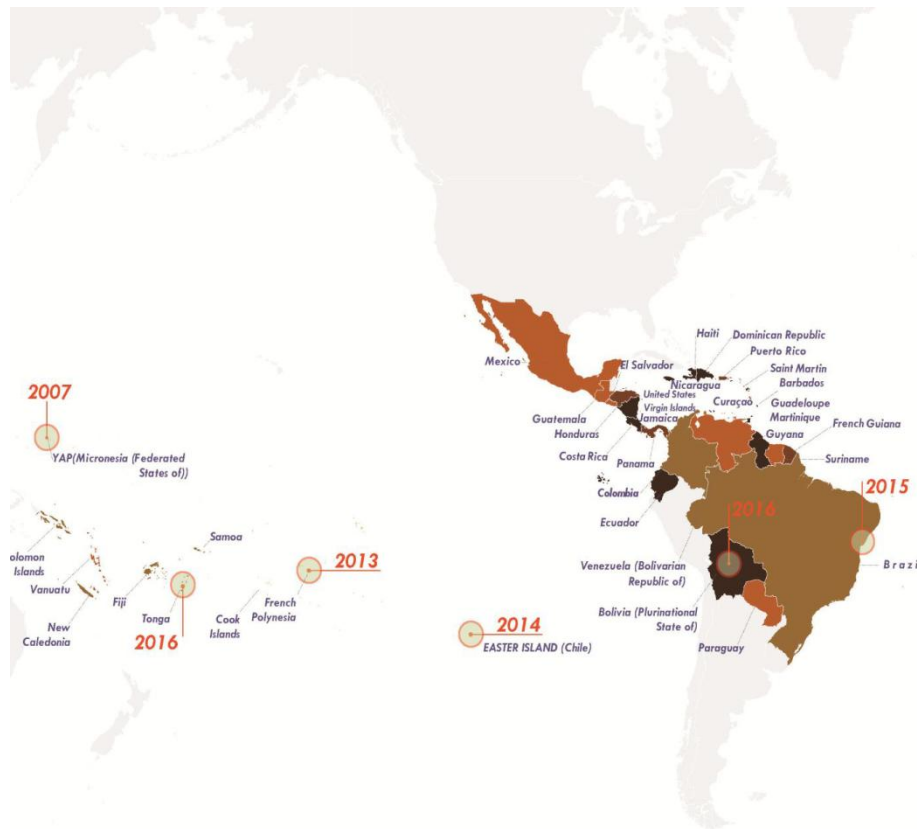 Haiti
Dominican Republic
Puerto Rico
Mexico
El Salvador
Saint Martin
Nicaragua
Barbados
United States
Virgin Islands
Curaçao
2007
Guatemala
Jamaica
Guadeloupe
Martinique
Honduras
Guyana
French Guiana
Costa Rica
YAP(Micronesia (Federated
States of))
Panama
Suriname
2015
Colombia
2016
Ecuador
Samoa
olomon
Islands
2013
Venezuela (Bolivarian
Republic of)
Brazi
Vanuatu
Fiji
French
Polynesia
New
Caledonia
Tonga
Cook
Islands
Bolivia (Plurinational
State of)
2016
2014
EASTER ISLAND (Chile)
Paraguay